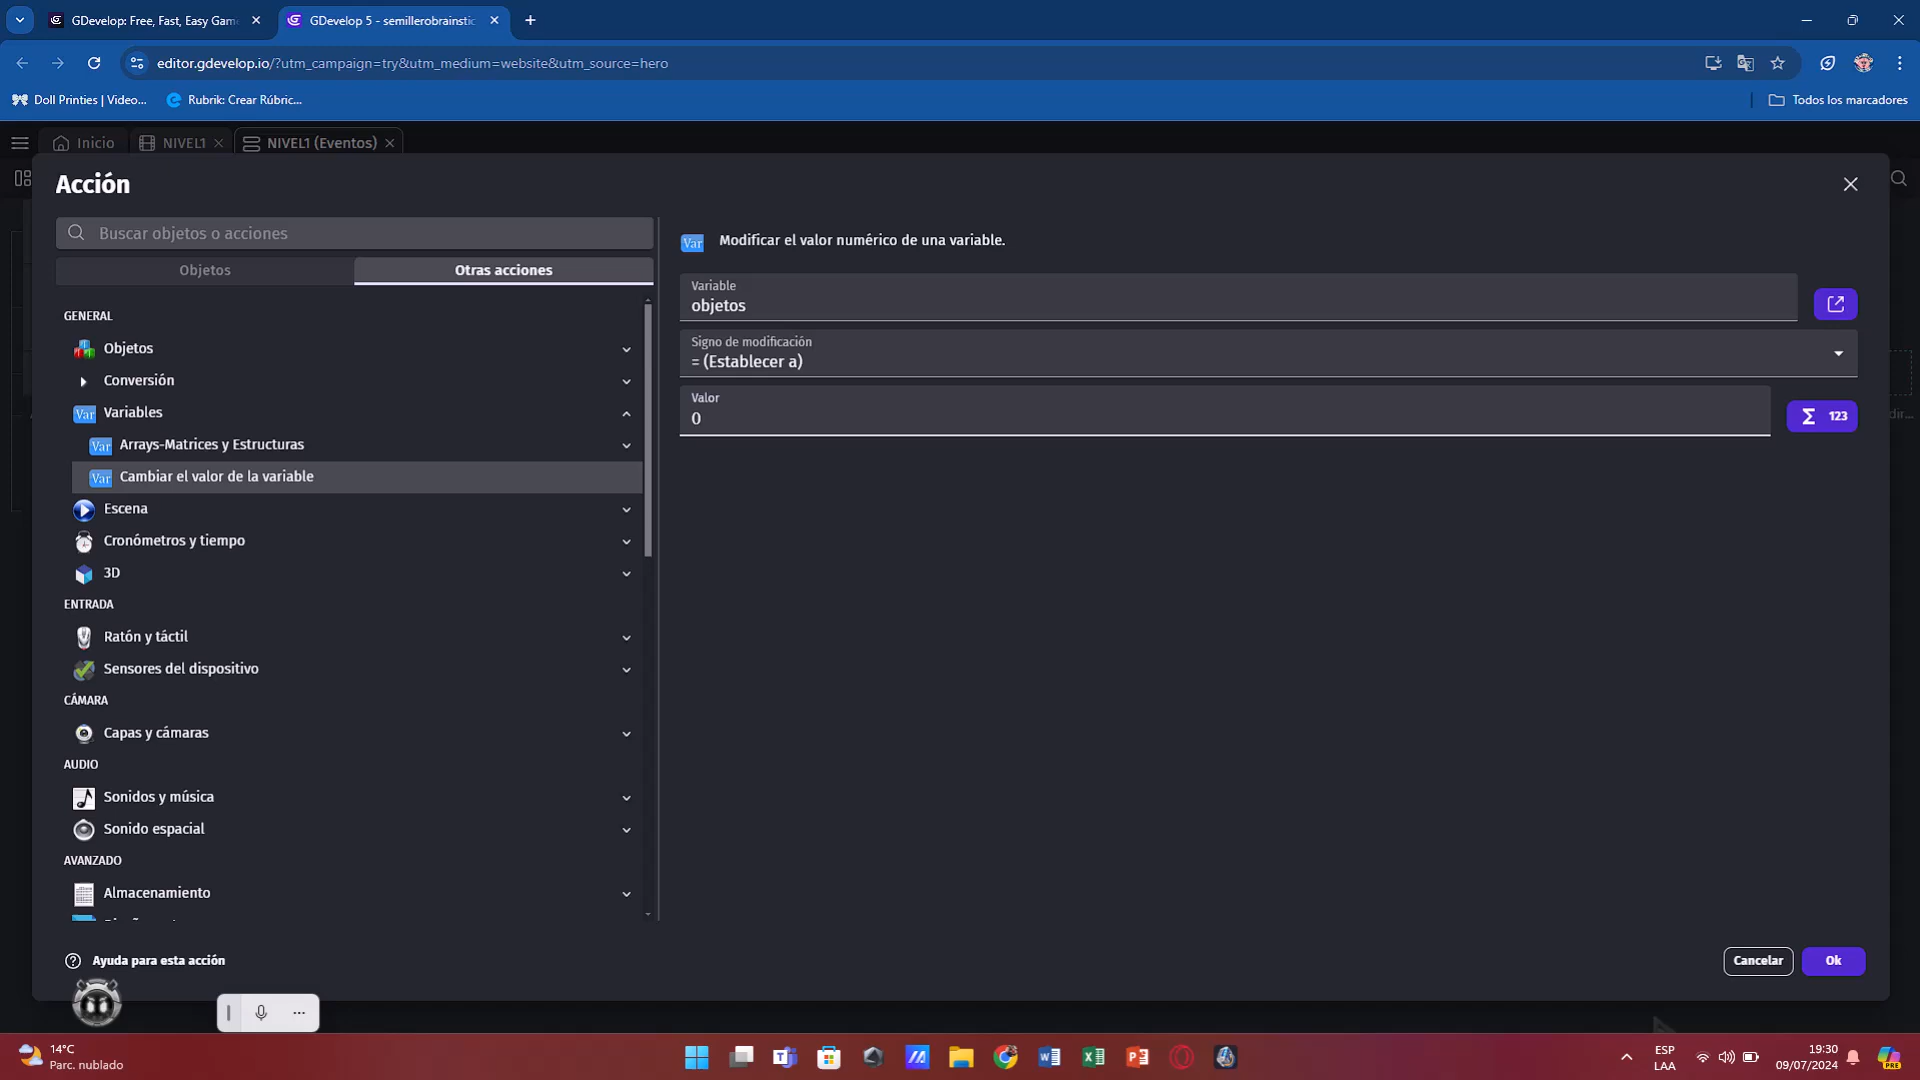 GDevelop: Free, Fast, Easy Gam
GDevelop 5 - semillerobrainstic
editor.gdevelop.io/?utm_campaign=try&utm_medium=website&utm_source=hero
Doll Printies | Video...
Rubrik: Crear Rúbric...
Todos los marcadores
Inicio
NIVEL1
NIVEL1 (Eventos)
Acción
Buscar objetos o acciones
Objetos
Otras acciones
GENERAL
Objetos
Conversión
Var Variables
Var Arrays-Matrices y Estructuras
Var Cambiar el valor de la variable
Escena
Cronómetros y tiempo
3D
ENTRADA
Ratón y táctil
Sensores del dispositivo
CÁMARA
Capas y cámaras
AUDIO
Sonidos y música
Sonido espacial
AVANZADO
Almacenamiento
Var Modificar el valor numérico de una variable.
Variable
objetos
Signo de modificación
= (Establecer a)
Valor
0
Σ 123
Ayuda para esta acción
Cancelar
Ok
14°C
Parc. nublado
ESP
LAA
19:30
09/07/2024
PRE